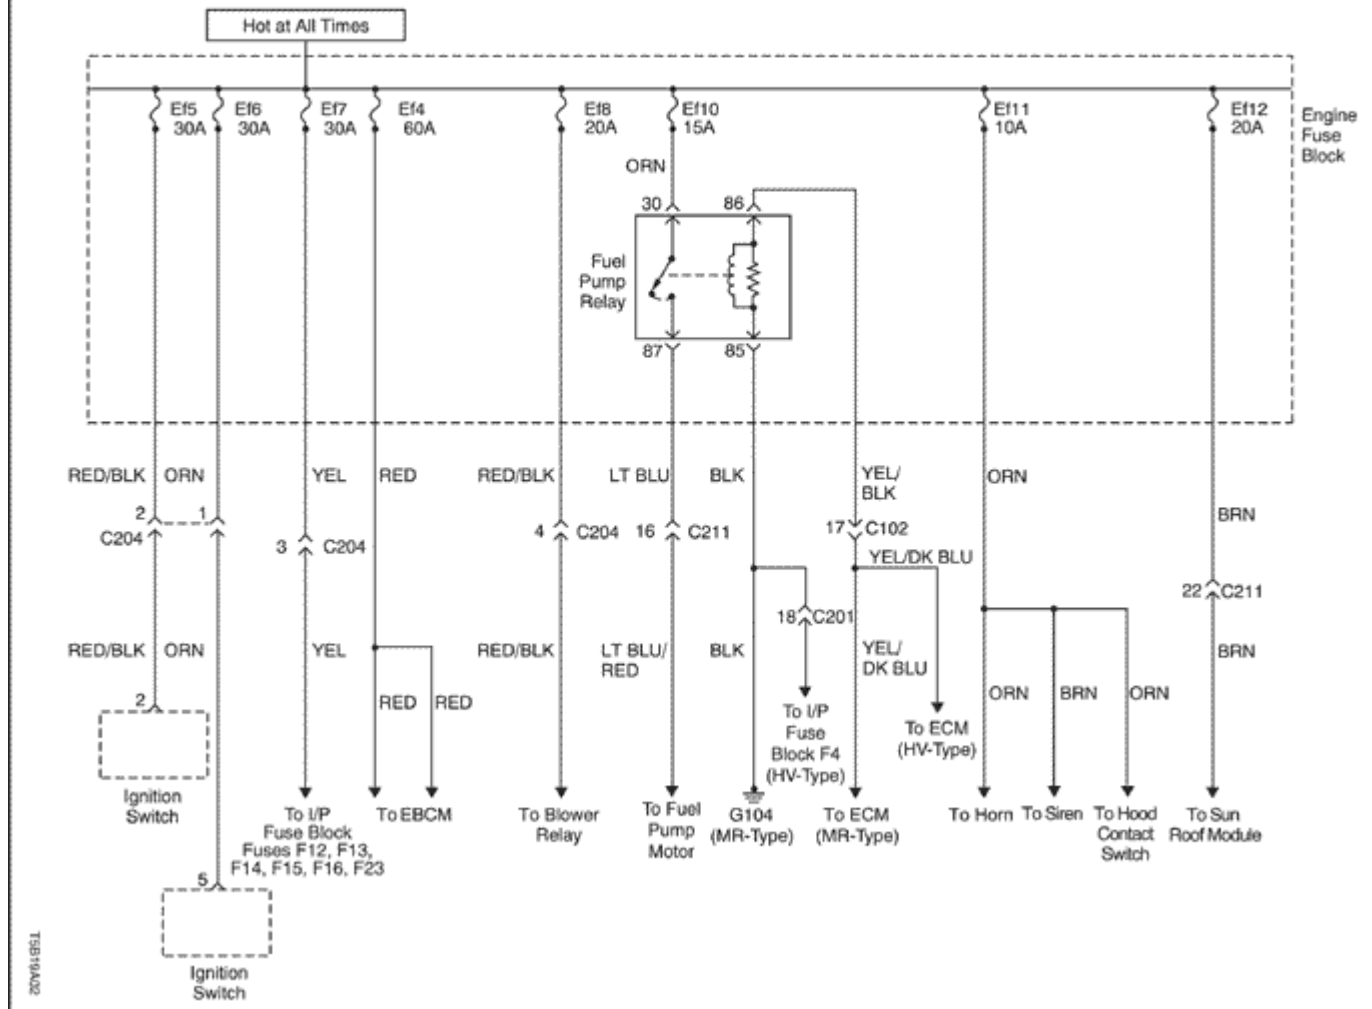 Hot at All Times
Ef5 30A
Ef6 30A
Ef7 30A
Ef4 60A
Ef8 20A
Ef10 15A
Ef11 10A
Ef12 20A
Engine
Fuse
Block
ORN
30
86
Fuel
Pump
Relay
87
85
RED/BLK
ORN
YEL
RED
RED/BLK
LT BLU
BLK
YEL/
BLK
ORN
BRN
2
1
C204
3
C204
4
C204
16
C211
17
C102
YEL/DK BLU
22
C211
18
C201
RED/BLK
ORN
YEL
RED/BLK
LT BLU/
RED
BLK
YEL/
DK BLU
BRN
RED
RED
ORN
BRN
ORN
2
Ignition
Switch
To I/P
Fuse Block
Fuses F12, F13,
F14, F15, F16, F23
To EBCM
To Blower
Relay
To Fuel
Pump
Motor
G104
(MR-Type)
To I/P
Fuse
Block F4
(HV-Type)
To ECM
(MR-Type)
To ECM
(HV-Type)
To Horn
To Siren
To Hood
Contact
Switch
To Sun
Roof Module
5
Ignition
Switch
T5B19A02